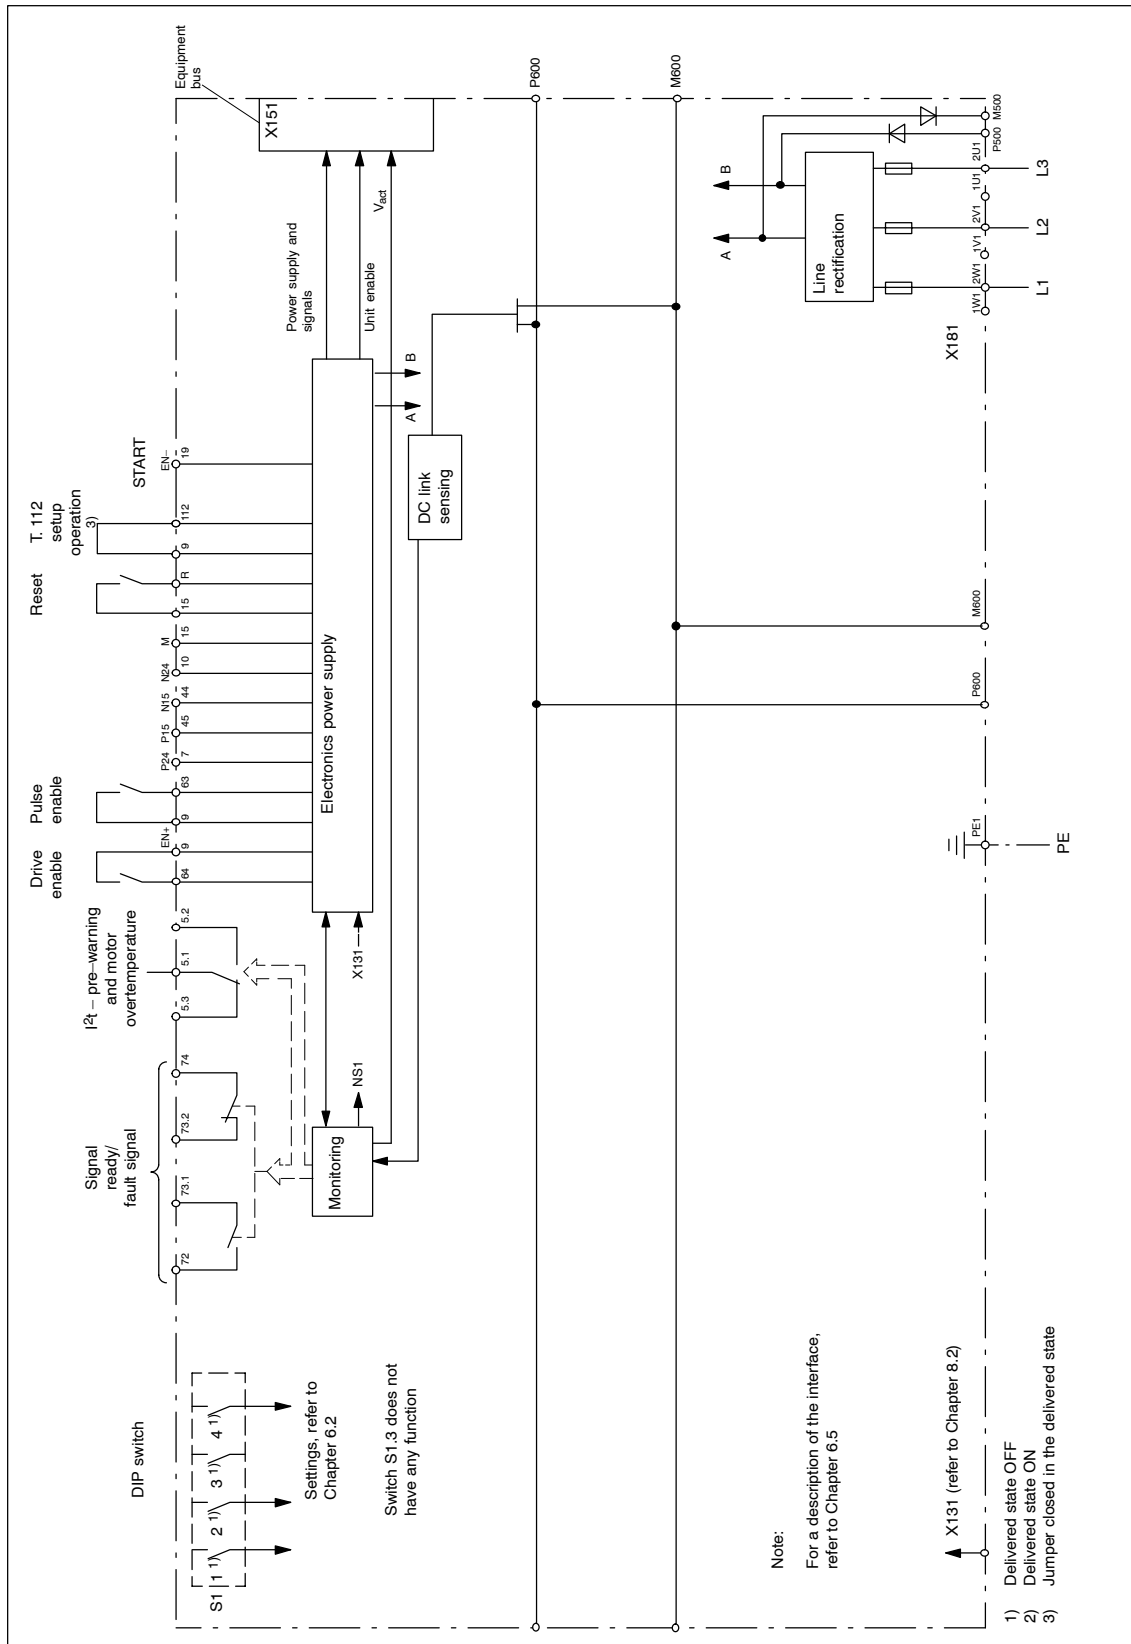 DIP switch
S1
1 1)
2 1)
3 1)
4 1)
Settings, refer to
Chapter 6.2
Switch S1.3 does not
have any function
Signal
ready/
fault signal
72
73.1
73.2
74
I²t – pre–warning
and motor
overtemperature
5.3
5.1
5.2
Drive
enable
64
9
EN+
Pulse
enable
9
63
P24
7
P15
45
N15
44
N24
10
M
15
Reset
15
R
T. 112
setup
operation
3)
9
112
START
EN–
19
Equipment
bus
X151
Monitoring
NS1
X131
Electronics power supply
Power supply and
signals
Unit enable
Vact
A
B
DC link
sensing
P600
M600
A
B
Line
rectification
Note:
For a description of the interface,
refer to Chapter 6.5
X131 (refer to Chapter 8.2)
PE1
PE
P600
M600
X181
1W1
2W1
1V1
2V1
1U1
2U1
P500
M500
L1
L2
L3
1) Delivered state OFF
2) Delivered state ON
3) Jumper closed in the delivered state